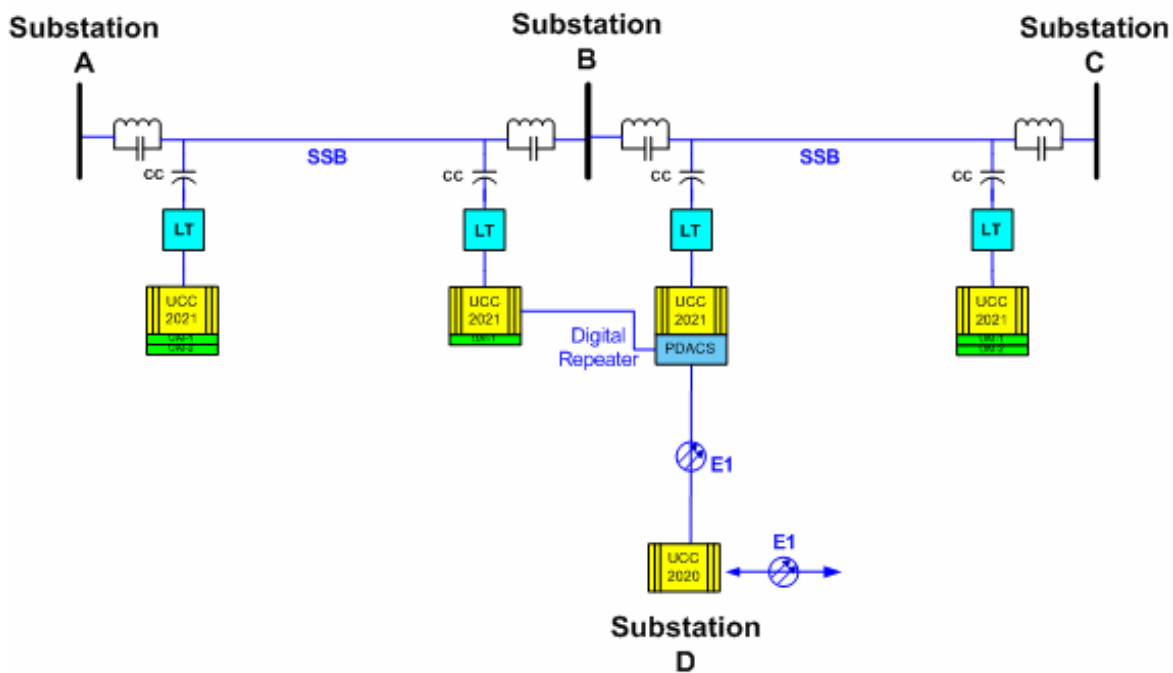 Substation
A
Substation
B
Substation
C
SSB
SSB
CC
CC
CC
CC
LT
LT
LT
LT
UCC
2021
UCC
2021
UCC
2021
UCC
2021
Digital
Repeater
PDACS
E1
E1
UCC
2020
Substation
D